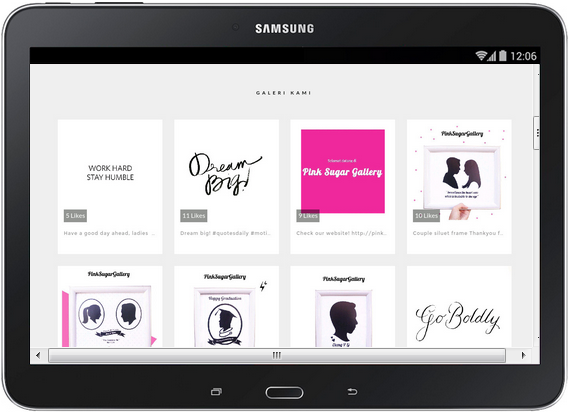 SAMSUNG
12:06
GALERI KAMI
WORK HARD
STAY HUMBLE
5 Likes
Have a good day ahead, ladies ..
Dream
Big!
11 Likes
Dream big! #quotesdaily #moti..
Pink Sugar Gallery
9 Likes
Check our website! http://pink..
PinkSugarGallery
10 Likes
Couple siluet frame Thankyou f..
PinkSugarGallery
PinkSugarGallery
Happy Graduation
PinkSugarGallery
Go Boldly